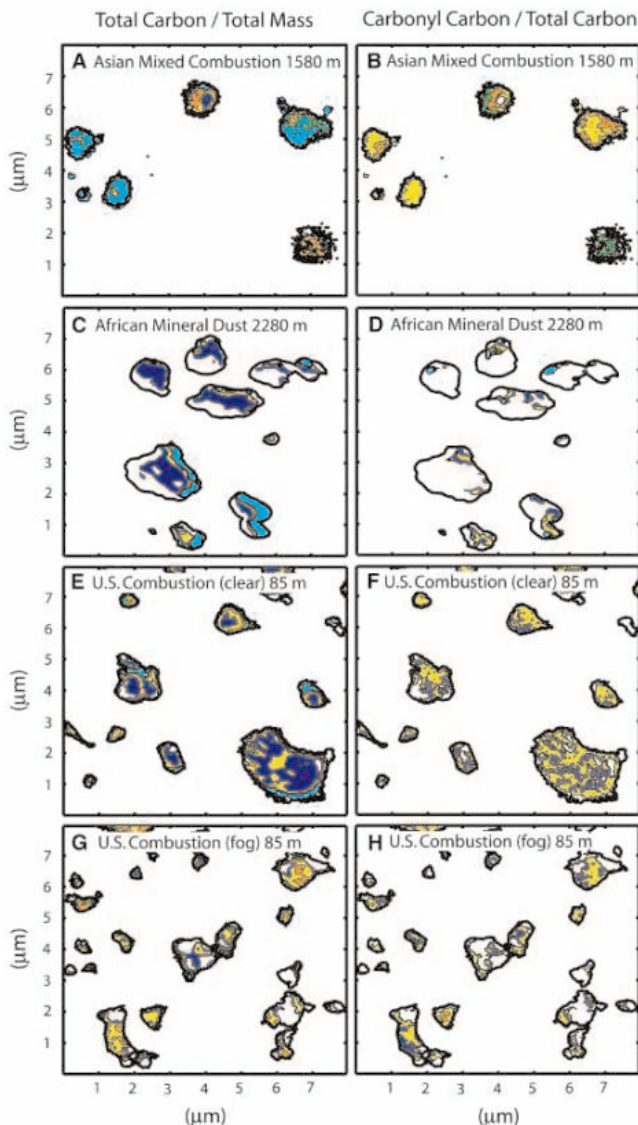 Total Carbon / Total Mass
Carbonyl Carbon / Total Carbon
A Asian Mixed Combustion 1580 m
B Asian Mixed Combustion 1580 m
7
6
5
4
3
2
1
(μm)
C African Mineral Dust 2280 m
D African Mineral Dust 2280 m
7
6
5
4
3
2
1
(μm)
E U.S. Combustion (clear) 85 m
F U.S. Combustion (clear) 85 m
7
6
5
4
3
2
1
(μm)
G U.S. Combustion (fog) 85 m
H U.S. Combustion (fog) 85 m
7
6
5
4
3
2
1
(μm)
1 2 3 4 5 6 7
1 2 3 4 5 6 7
(μm)
(μm)